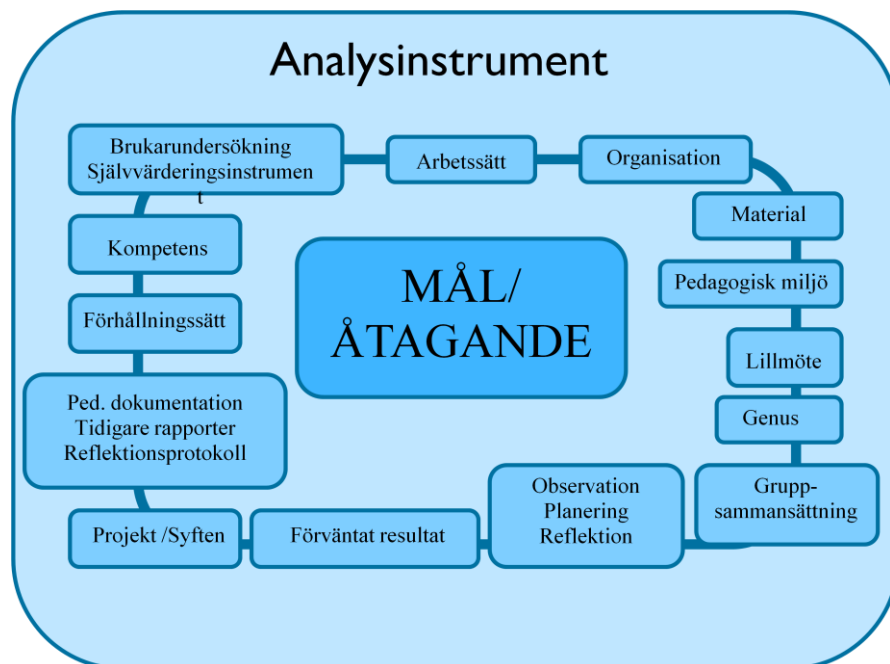 Analysinstrument
Brukarundersökning
Självvärderingsinstrumen
t
Arbetssätt
Organisation
Material
Pedagogisk miljö
Lillmöte
Genus
Grupp-
sammansättning
Observation
Planering
Reflektion
Förväntat resultat
Projekt /Syften
Ped. dokumentation
Tidigare rapporter
Reflektionsprotokoll
Förhållningssätt
Kompetens
MÅL/
ÅTAGANDE